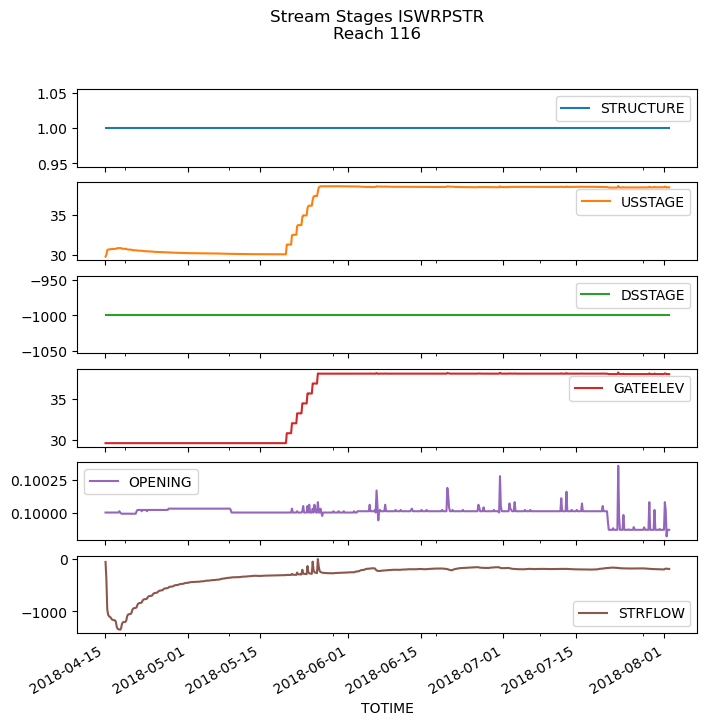 Stream Stages ISWRPSTR
Reach 116
1.05
1.00
0.95
STRUCTURE
35
30
USSTAGE
−950
−1000
−1050
DSSTAGE
35
30
GATEELEV
0.10025
0.10000
OPENING
0
−1000
STRFLOW
2018-04-15
2018-05-01
2018-05-15
2018-06-01
2018-06-15
2018-07-01
2018-07-15
2018-08-01
TOTIME